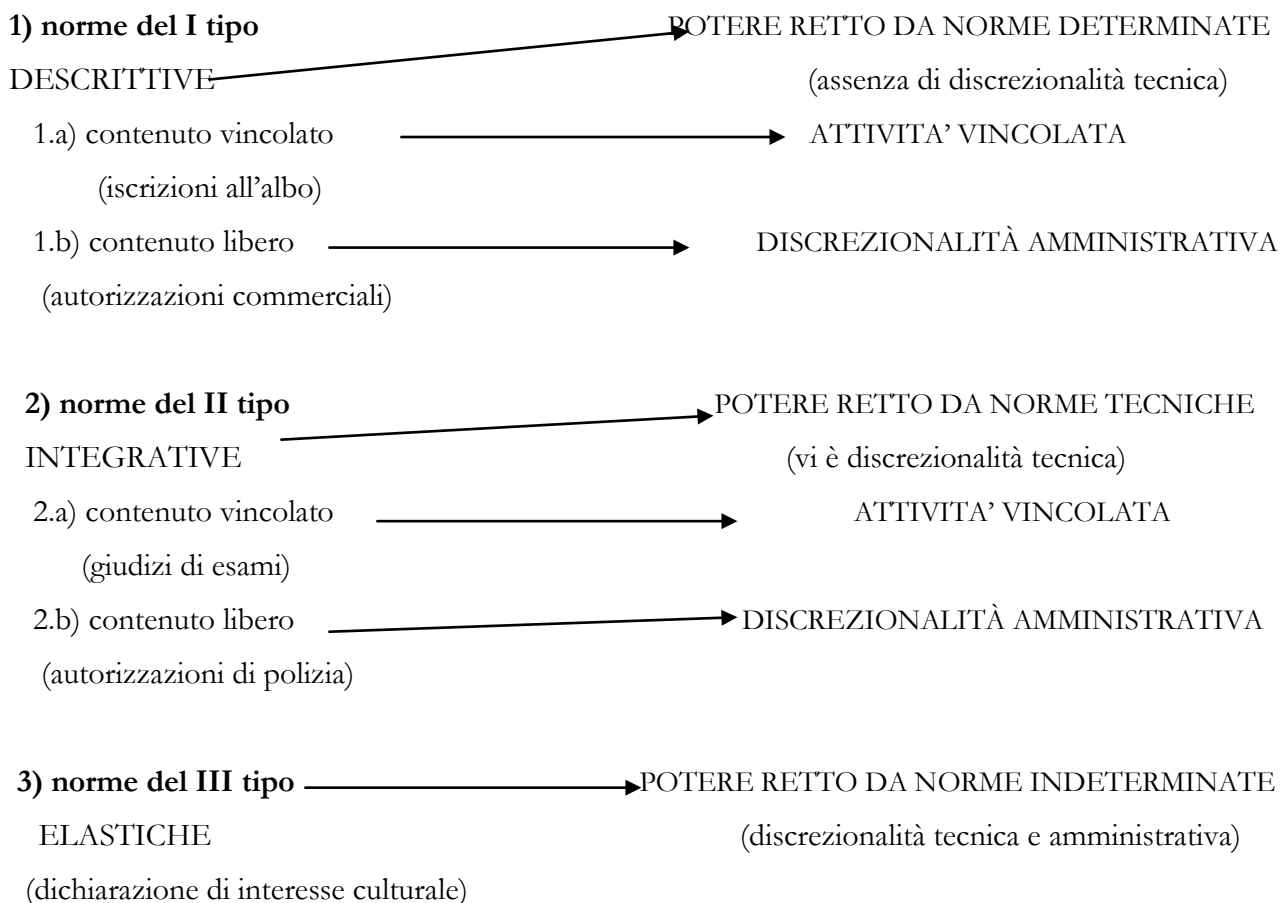 1) norme del I tipo POTERE RETTO DA NORME DETERMINATE
DESCRITTIVE (assenza di discrezionalità tecnica)
1.a) contenuto vincolato ATTIVITA’ VINCOLATA
(iscrizioni all’albo)
1.b) contenuto libero DISCREZIONALITÀ AMMINISTRATIVA
(autorizzazioni commerciali)
2) norme del II tipo POTERE RETTO DA NORME TECNICHE
INTEGRATIVE (vi è discrezionalità tecnica)
2.a) contenuto vincolato ATTIVITA’ VINCOLATA
(giudizi di esami)
2.b) contenuto libero DISCREZIONALITÀ AMMINISTRATIVA
(autorizzazioni di polizia)
3) norme del III tipo POTERE RETTO DA NORME INDETERMINATE
ELASTICHE (discrezionalità tecnica e amministrativa)
(dichiarazione di interesse culturale)